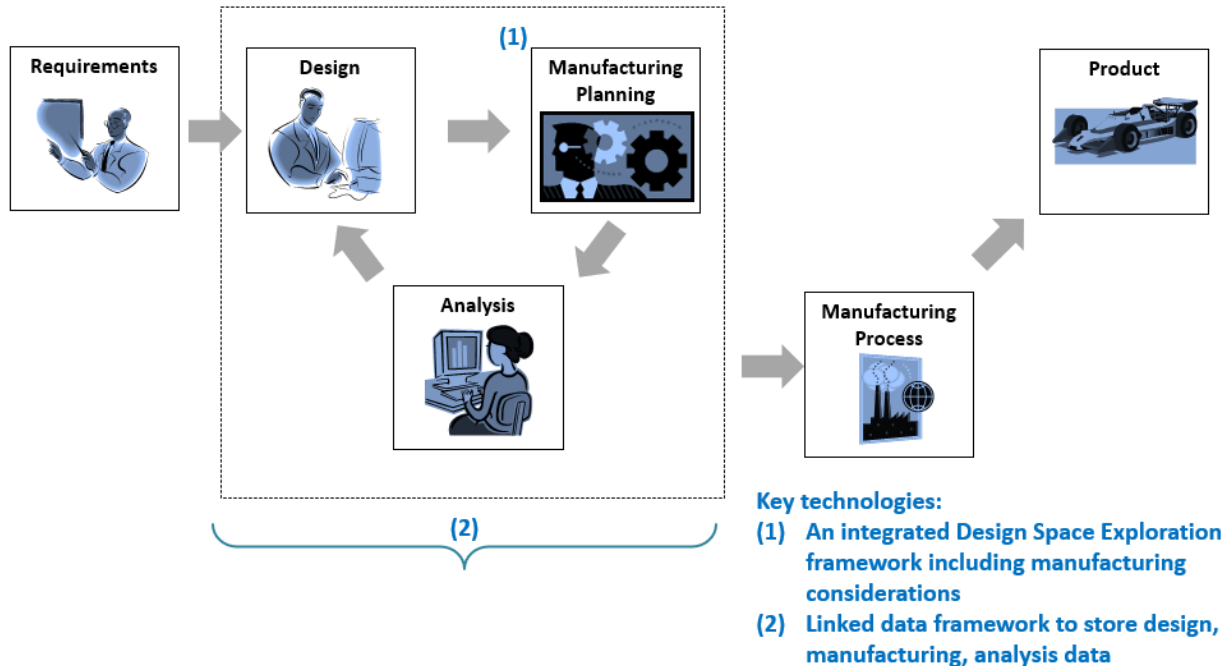 (1)
Requirements
Design
Manufacturing
Planning
Product
Analysis
Manufacturing
Process
(2)
Key technologies:
(1) An integrated Design Space Exploration
framework including manufacturing
considerations
(2) Linked data framework to store design,
manufacturing, analysis data